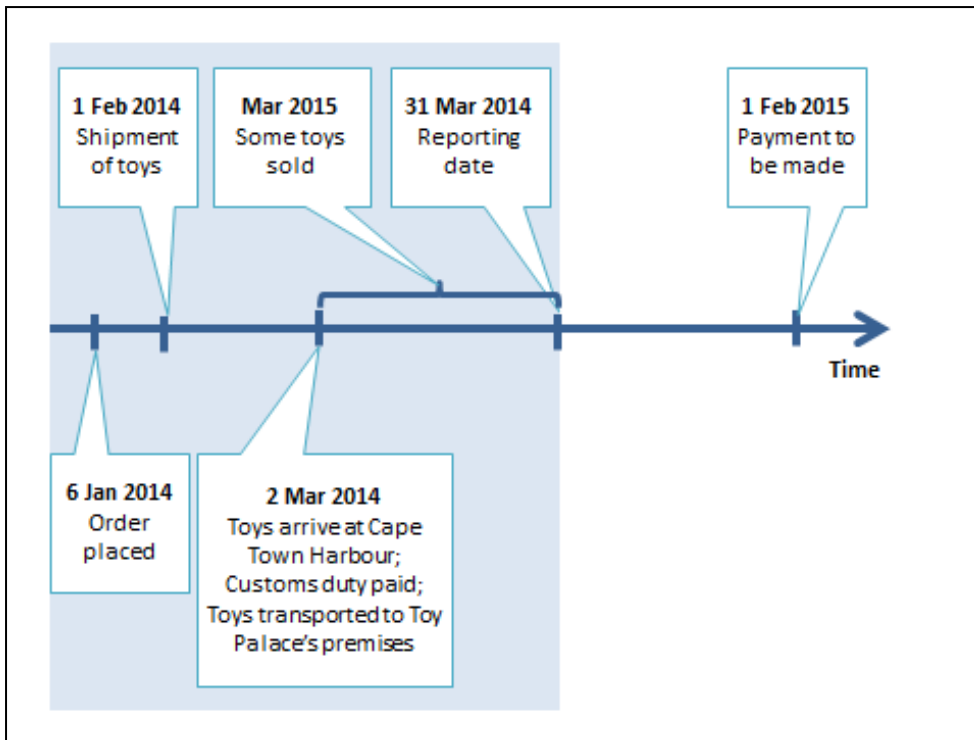 1 Feb 2014
Shipment
of toys
Mar 2015
Some toys
sold
31 Mar 2014
Reporting
date
1 Feb 2015
Payment to
be made
Time
6 Jan 2014
Order
placed
2 Mar 2014
Toys arrive at Cape
Town Harbour;
Customs duty paid;
Toys transported to Toy
Palace's premises